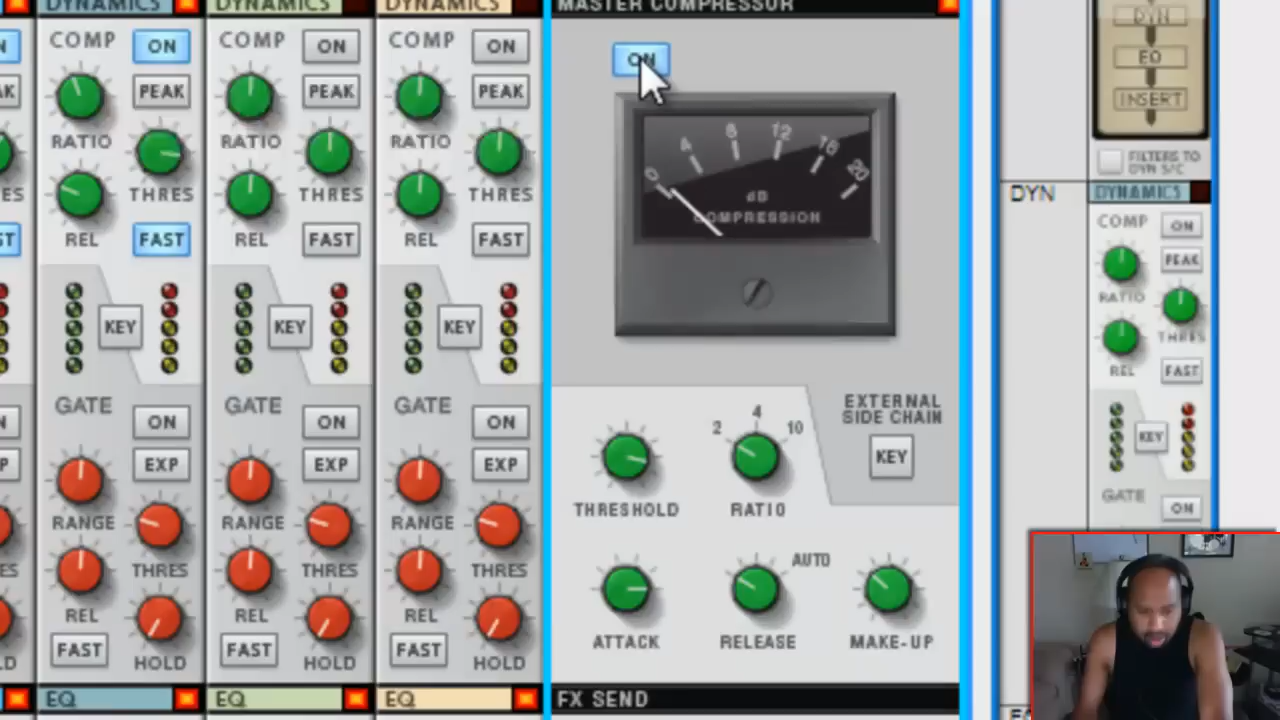 DYNAMICS
DYNAMICS
DYNAMICS
MASTER COMPRESSOR
COMP
ON
PEAK
RATIO
THRES
REL
FAST
KEY
GATE
ON
EXP
RANGE
THRES
REL
FAST
HOLD
EQ
COMP
ON
PEAK
RATIO
THRES
REL
FAST
KEY
GATE
ON
EXP
RANGE
THRES
REL
FAST
HOLD
EQ
COMP
ON
PEAK
RATIO
THRES
REL
FAST
KEY
GATE
ON
EXP
RANGE
THRES
REL
FAST
HOLD
EQ
ON
0 4 8 12 16 20
dB
COMPRESSION
EXTERNAL
SIDE CHAIN
KEY
2 4 10
THRESHOLD
RATIO
AUTO
ATTACK
RELEASE
MAKE-UP
FX SEND
DYN
EQ
INSERT
FILTERS TO
DYN S/C
DYN
DYNAMICS
COMP
ON
PEAK
RATIO
THRES
REL
FAST
KEY
GATE
ON